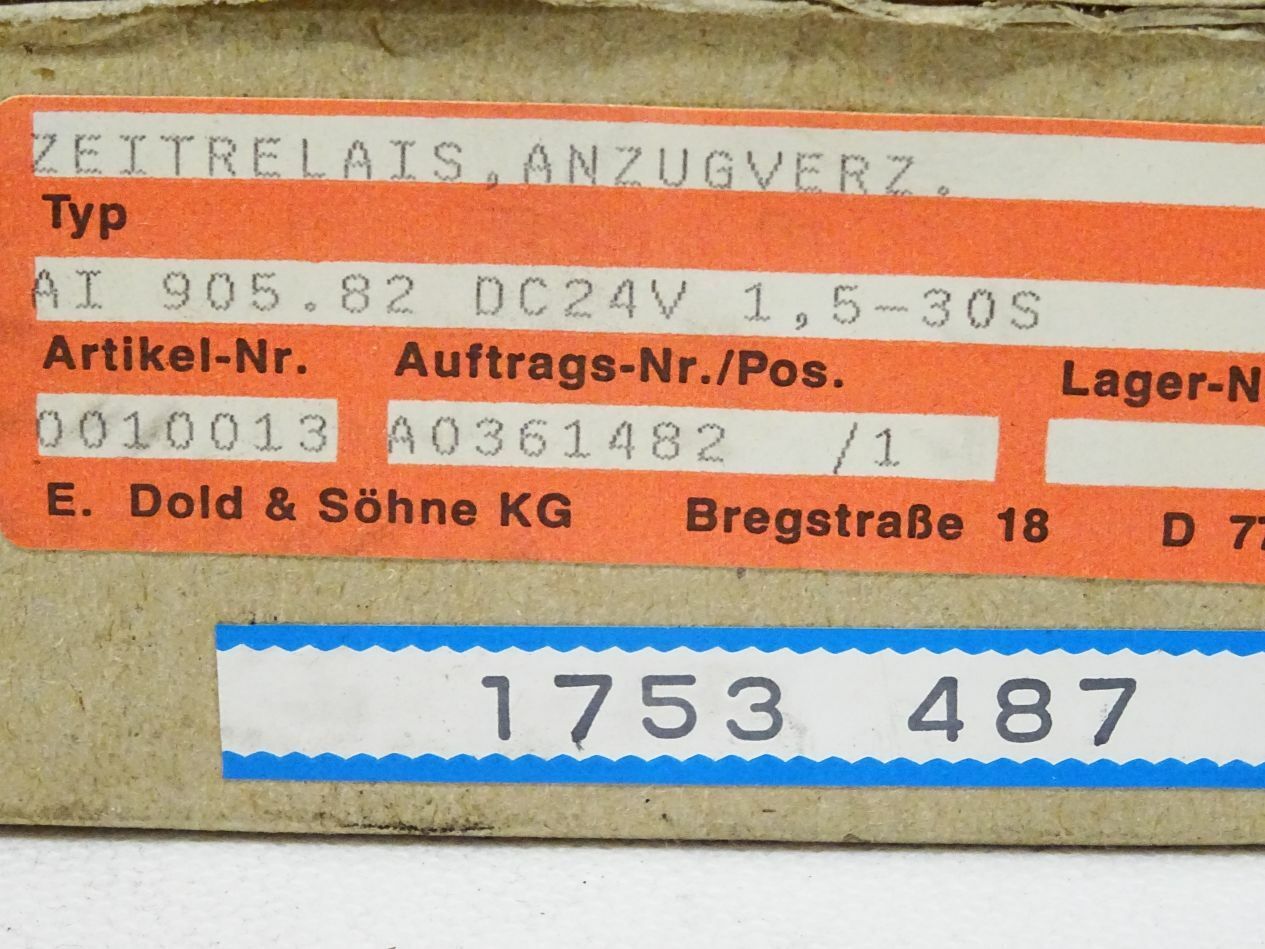 ZEITRELAIS,ANZUGVERZ.
Typ
AI 905.82 DC24V 1,5-30S
Artikel-Nr. Auftrags-Nr./Pos. Lager-N
0010013 A0361482 /1
E. Dold & Söhne KG Bregstraße 18 D 77
1753 487